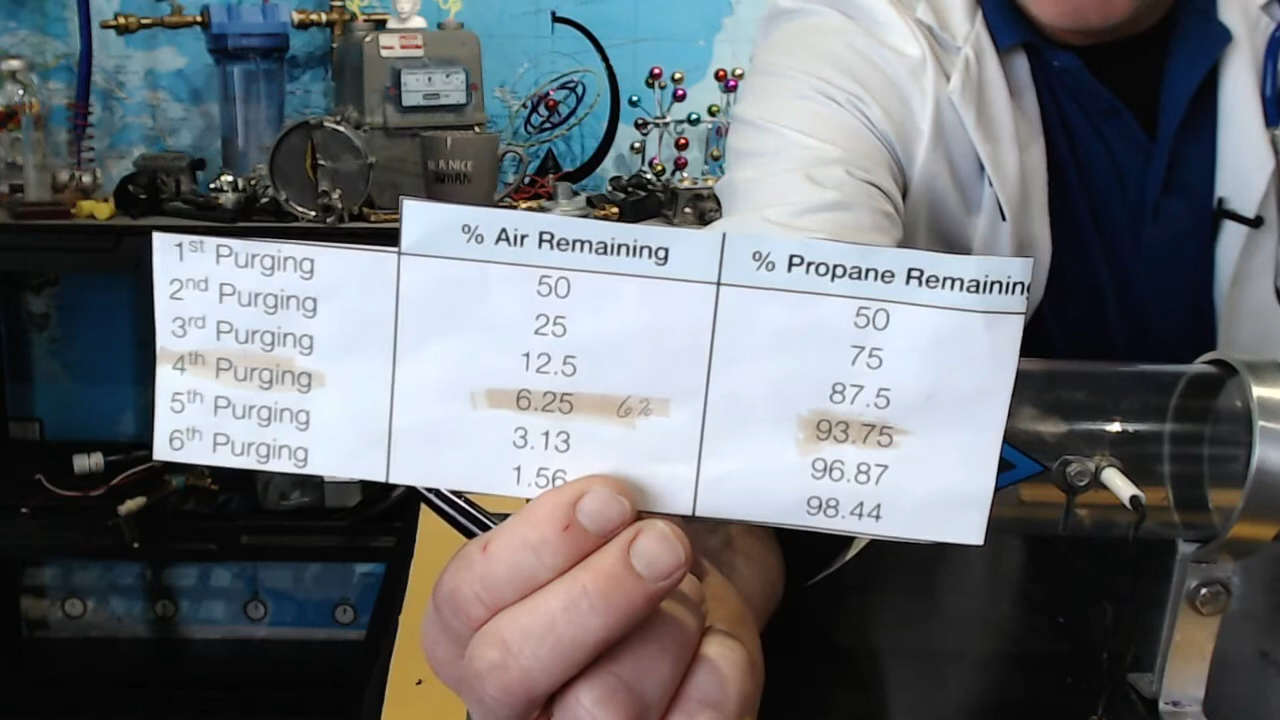 % Air Remaining % Propane Remainin
1st Purging 50 50
2nd Purging 25 75
3rd Purging 12.5 87.5
4th Purging 6.25 6% 93.75
5th Purging 3.13 96.87
6th Purging 1.56 98.44